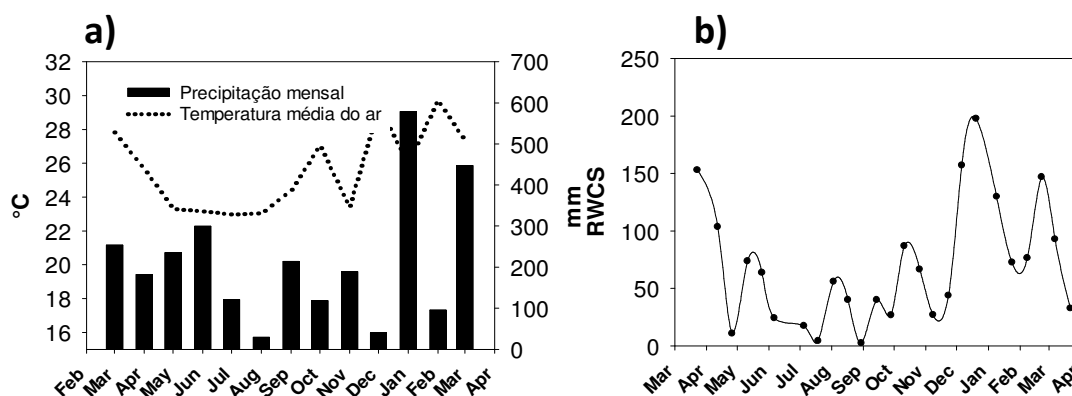 a)
°C
32
30
28
26
24
22
20
18
16
Precipitação mensal
Temperatura média do ar
700
600
500
400
300
200
100
0
mm
Feb
Mar
Apr
May
Jun
Jul
Aug
Sep
Oct
Nov
Dec
Jan
Feb
Mar
Apr
b)
RWCS
250
200
150
100
50
0
Mar
Apr
May
Jun
Jul
Aug
Sep
Oct
Nov
Dec
Jan
Feb
Mar
Apr